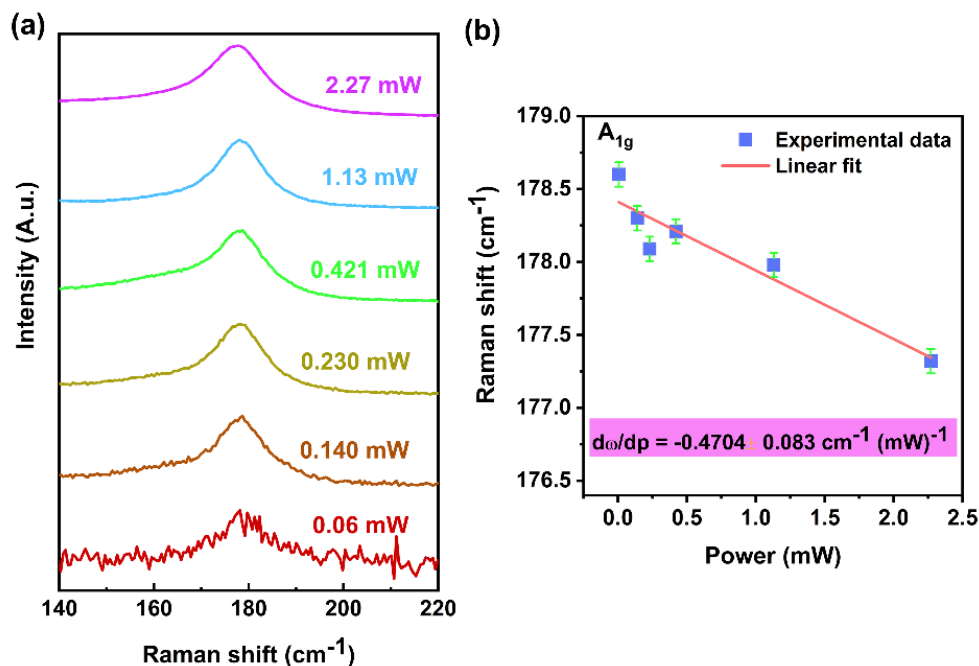 (a)
2.27 mW
1.13 mW
0.421 mW
0.230 mW
0.140 mW
0.06 mW
Intensity (A.u.)
140 160 180 200 220
Raman shift (cm⁻¹)
(b)
A₁g
Experimental data
Linear fit
179.0
178.5
178.0
177.5
177.0
176.5
Raman shift (cm⁻¹)
dω/dp = -0.4704± 0.083 cm⁻¹ (mW)⁻¹
0.0 0.5 1.0 1.5 2.0 2.5
Power (mW)